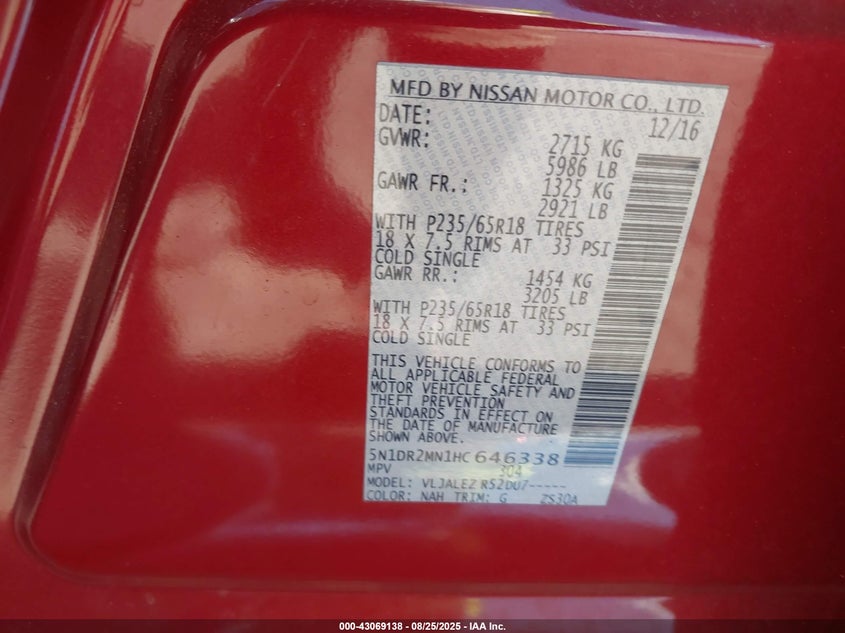 MFD BY NISSAN MOTOR CO., LTD.
DATE: 12/16
GVWR: 2715 KG
5986 LB
GAWR FR.: 1325 KG
2921 LB
WITH P235/65R18 TIRES
18 X 7.5 RIMS AT 33 PSI
COLD SINGLE
GAWR RR.: 1454 KG
3205 LB
WITH P235/65R18 TIRES
18 X 7.5 RIMS AT 33 PSI
COLD SINGLE
THIS VEHICLE CONFORMS TO
ALL APPLICABLE FEDERAL
MOTOR VEHICLE SAFETY AND
THEFT PREVENTION
STANDARDS IN EFFECT ON
THE DATE OF MANUFACTURE
SHOWN ABOVE.
5N1DR2MN1HC646338
MPV 304
MODEL: VLJALEZ R52DU7-----
COLOR: NAH TRIM: G ZS30A
000-43069138 - 08/25/2025 - IAA Inc.